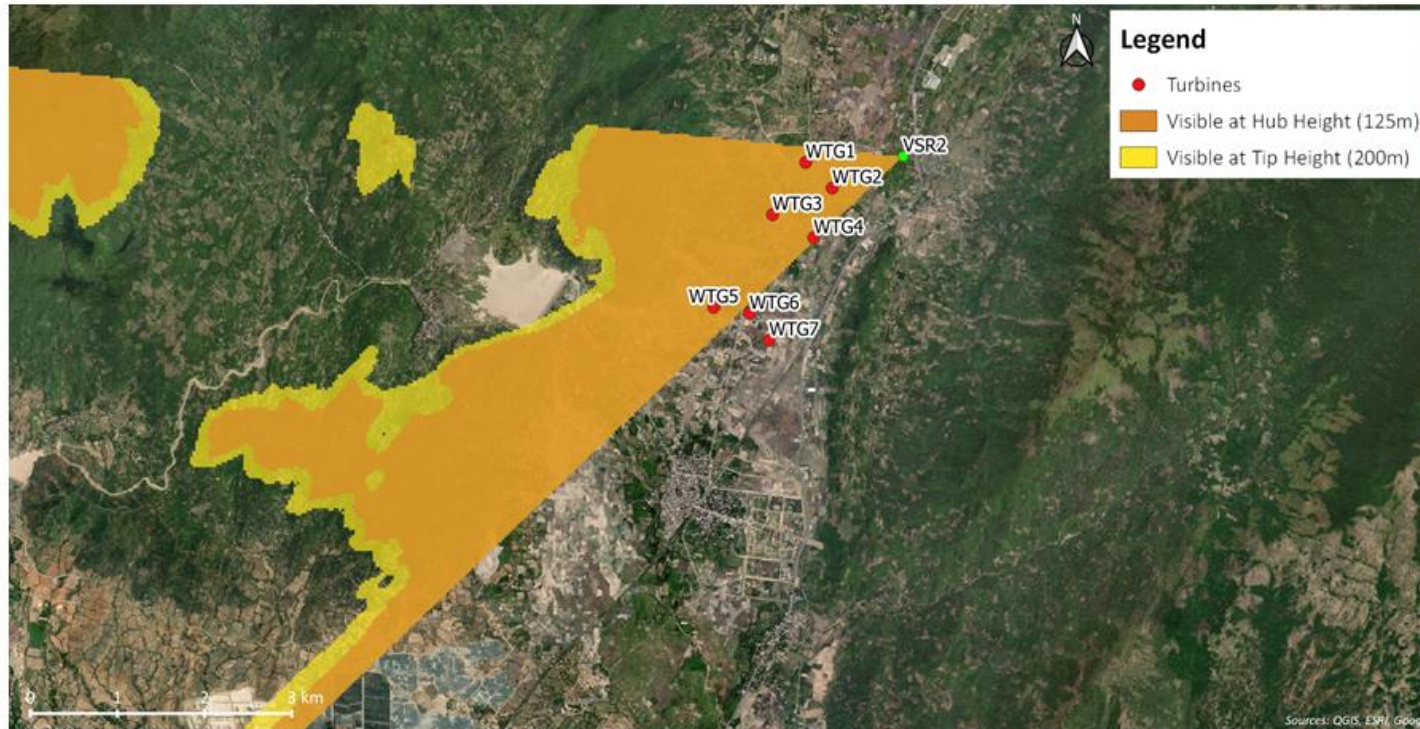 N
Legend
Turbines
Visible at Hub Height (125m)
Visible at Tip Height (200m)
VSR2
WTG1
WTG2
WTG3
WTG4
WTG5
WTG6
WTG7
0 1 2 3 km
Sources: QGIS, ESRI, Goog